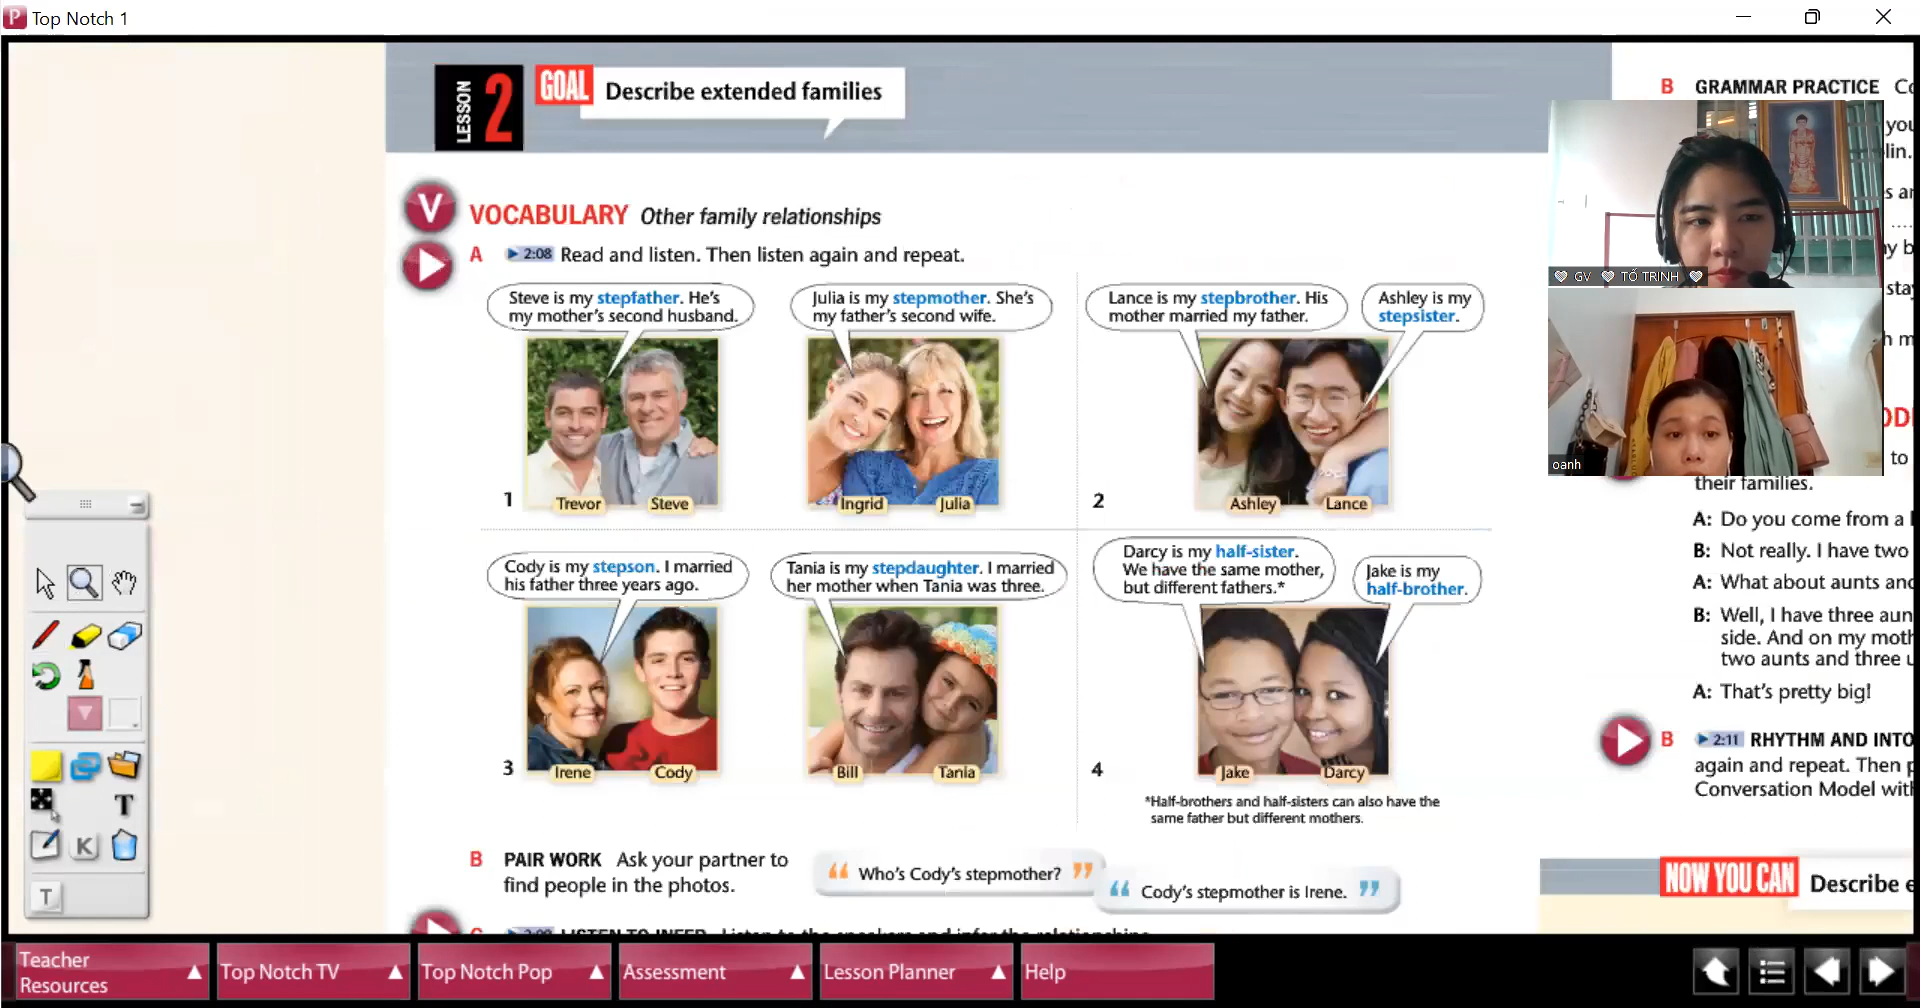 Top Notch 1
LESSON 2
GOAL Describe extended families
V VOCABULARY Other family relationships
A 2:08 Read and listen. Then listen again and repeat.
Steve is my stepfather. He's
my mother's second husband.
Julia is my stepmother. She's
my father's second wife.
Lance is my stepbrother. His
mother married my father.
Ashley is my
stepsister.
1
Trevor
Steve
Ingrid
Julia
2
Ashley
Lance
Cody is my stepson. I married
his father three years ago.
Tania is my stepdaughter. I married
her mother when Tania was three.
Darcy is my half-sister.
We have the same mother,
but different fathers.*
Jake is my
half-brother.
3
Irene
Cody
Bill
Tania
4
Jake
Darcy
*Half-brothers and half-sisters can also have the
same father but different mothers.
B PAIR WORK Ask your partner to
find people in the photos.
“ Who's Cody's stepmother? ”
“ Cody's stepmother is Irene. ”
B GRAMMAR PRACTICE
GV TỐ TRINH
oanh
to
their families.
A: Do you come from a
B: Not really. I have two
A: What about aunts
B: Well, I have three
side. And on my
two aunts and three
A: That's pretty big!
B 2:11 RHYTHM AND
again and repeat. Then
Conversation Model
NOW YOU CAN Describe
T
K
T
Teacher
Resources
Top Notch TV
Top Notch Pop
Assessment
Lesson Planner
Help